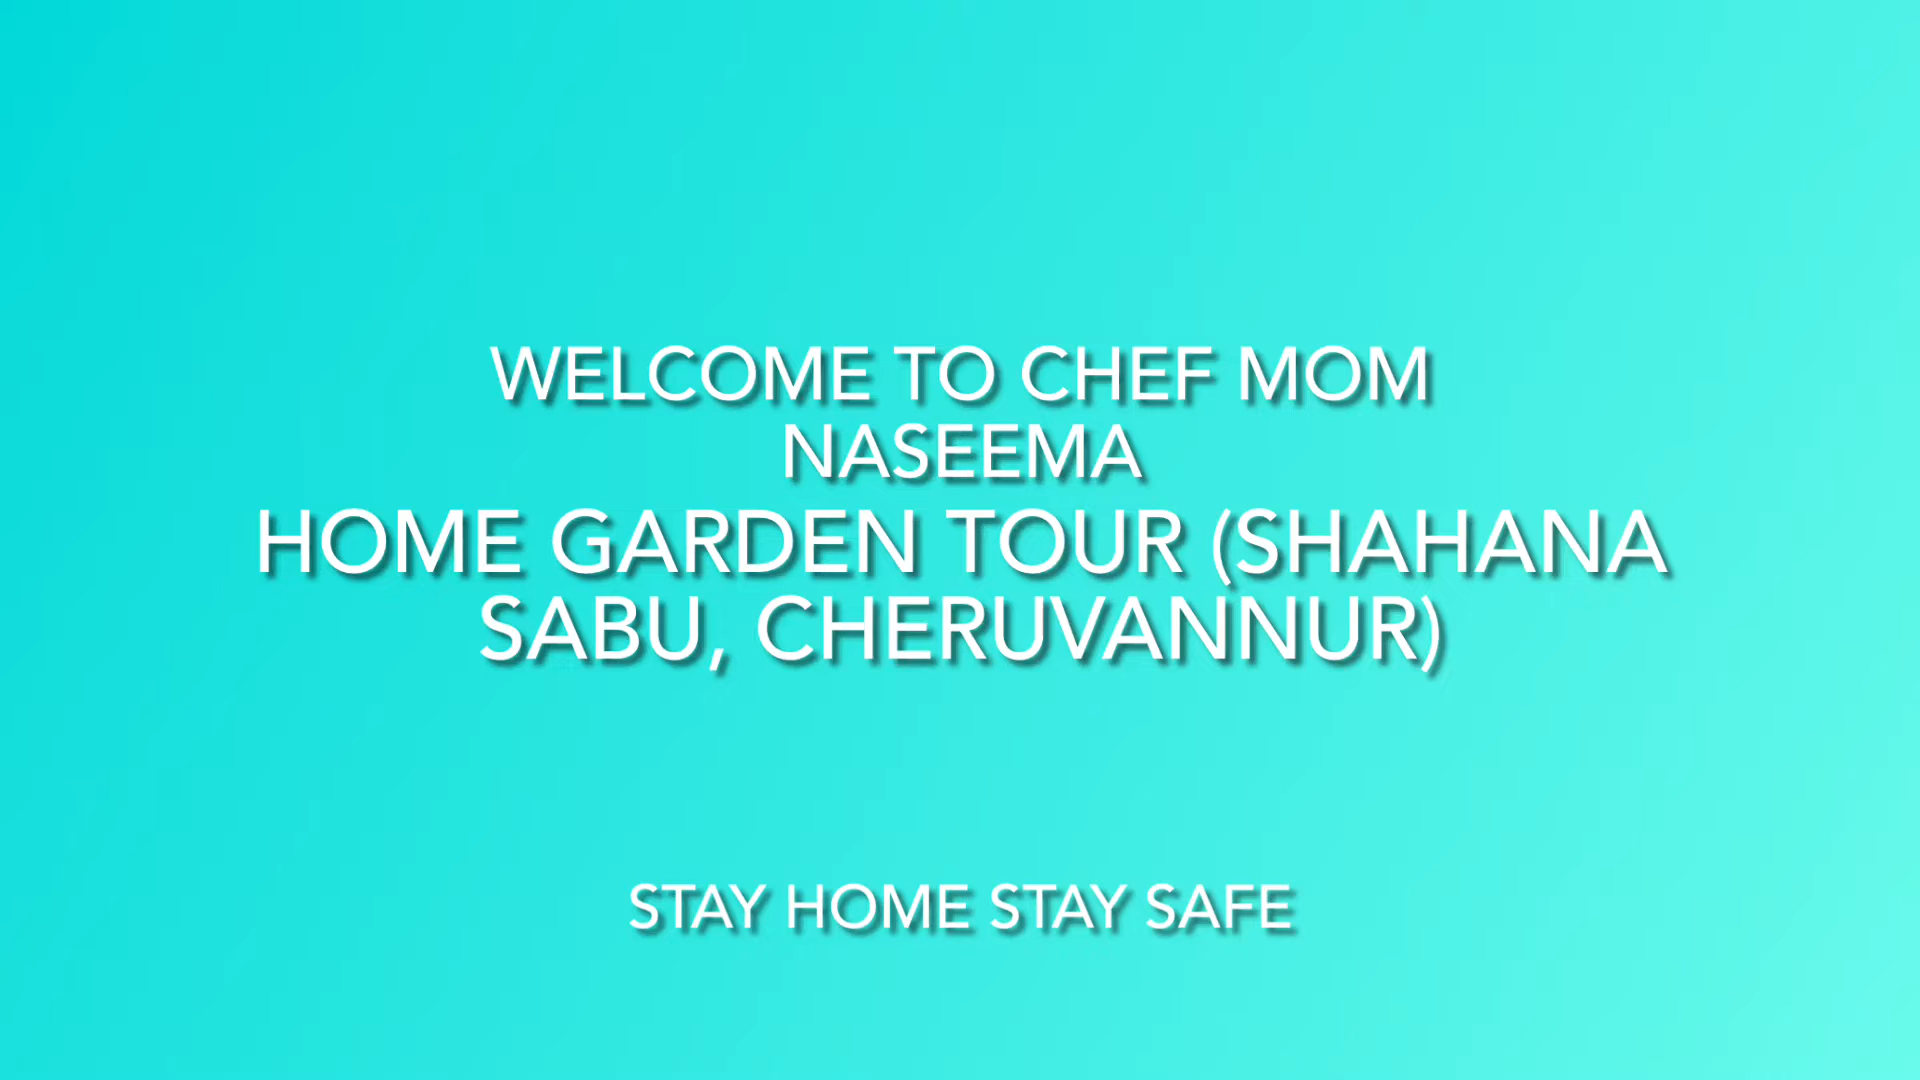 WELCOME TO CHEF MOM
NASEEMA
HOME GARDEN TOUR (SHAHANA
SABU, CHERUVANNUR)
STAY HOME STAY SAFE